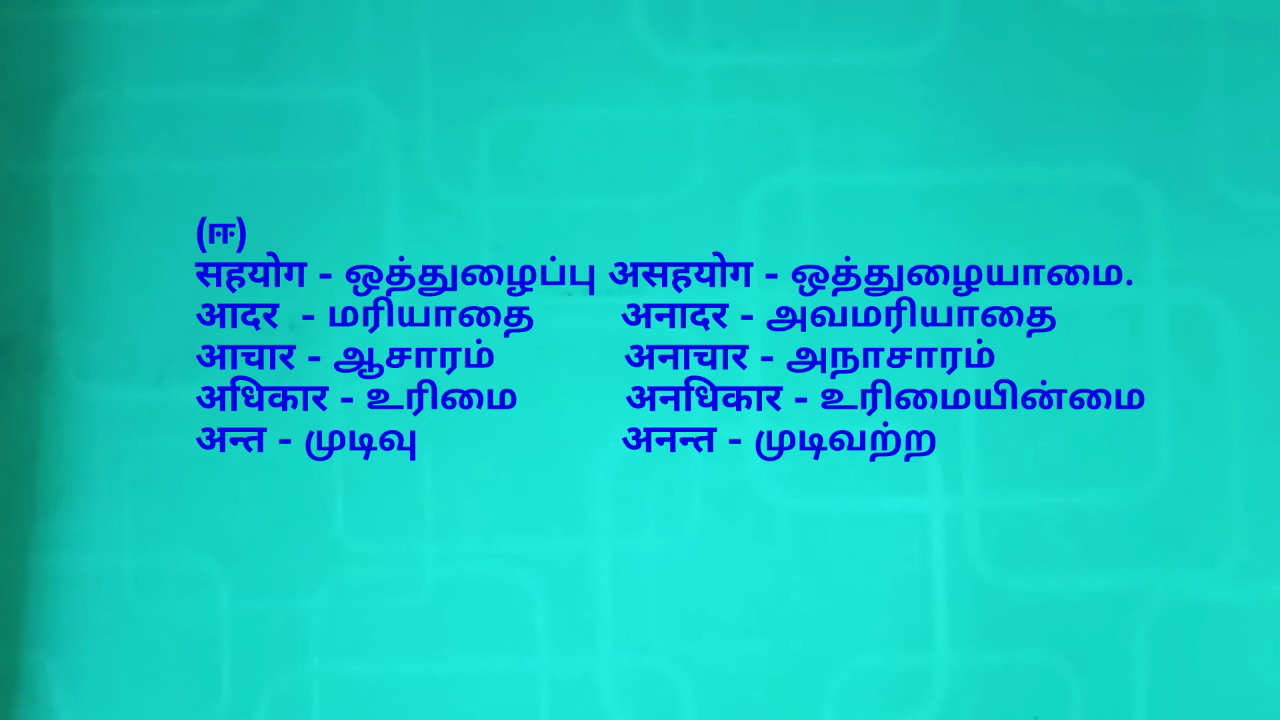 (ஈ)
सहयोग - ஒத்துழைப்பு असहयोग - ஒத்துழையாமை.
आदर - மரியாதை अनादर - அவமரியாதை
आचार - ஆசாரம் अनाचार - அநாசாரம்
अधिकार - உரிமை अनधिकार - உரிமையின்மை
अन्त - முடிவு अनन्त - முடிவற்ற